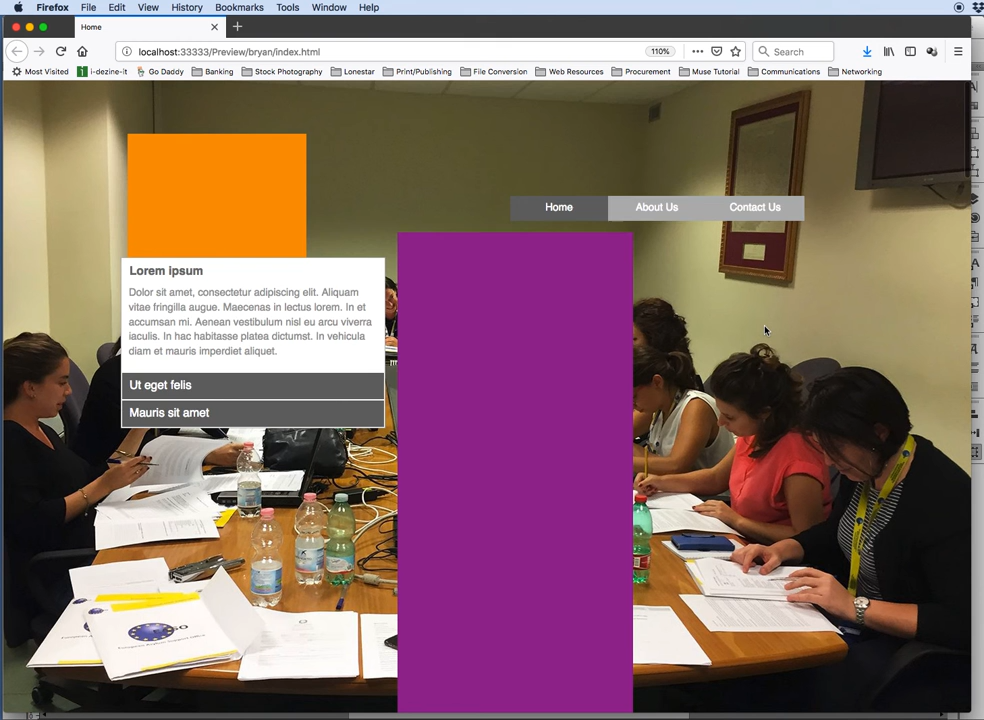 Firefox File Edit View History Bookmarks Tools Window Help
Home
localhost:33333/Preview/bryan/index.html 110% Search
Most Visited i-dezine-it Go Daddy Banking Stock Photography Lonestar Print/Publishing File Conversion Web Resources Procurement Muse Tutorial Communications Networking
Home About Us Contact Us
Lorem ipsum
Dolor sit amet, consectetur adipiscing elit. Aliquam
vitae fringilla augue. Maecenas in lectus lorem. In et
accumsan mi. Aenean vestibulum nisl eu arcu viverra
iaculis. In hac habitasse platea dictumst. In vehicula
diam et mauris imperdiet aliquet.
Ut eget felis
Mauris sit amet